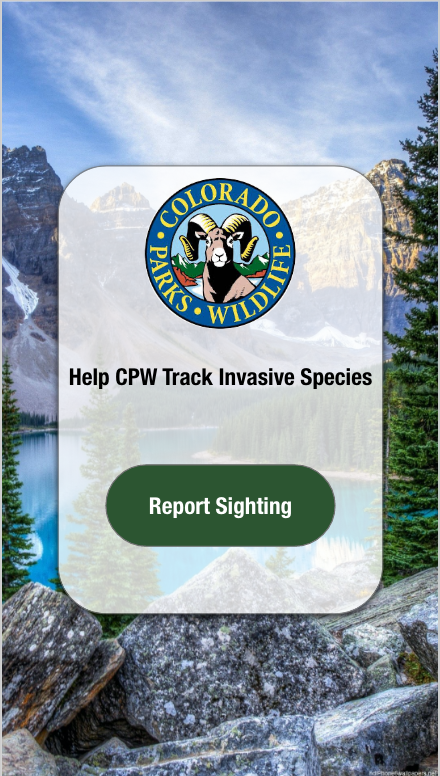 COLORADO
PARKS • WILDLIFE
Help CPW Track Invasive Species
Report Sighting